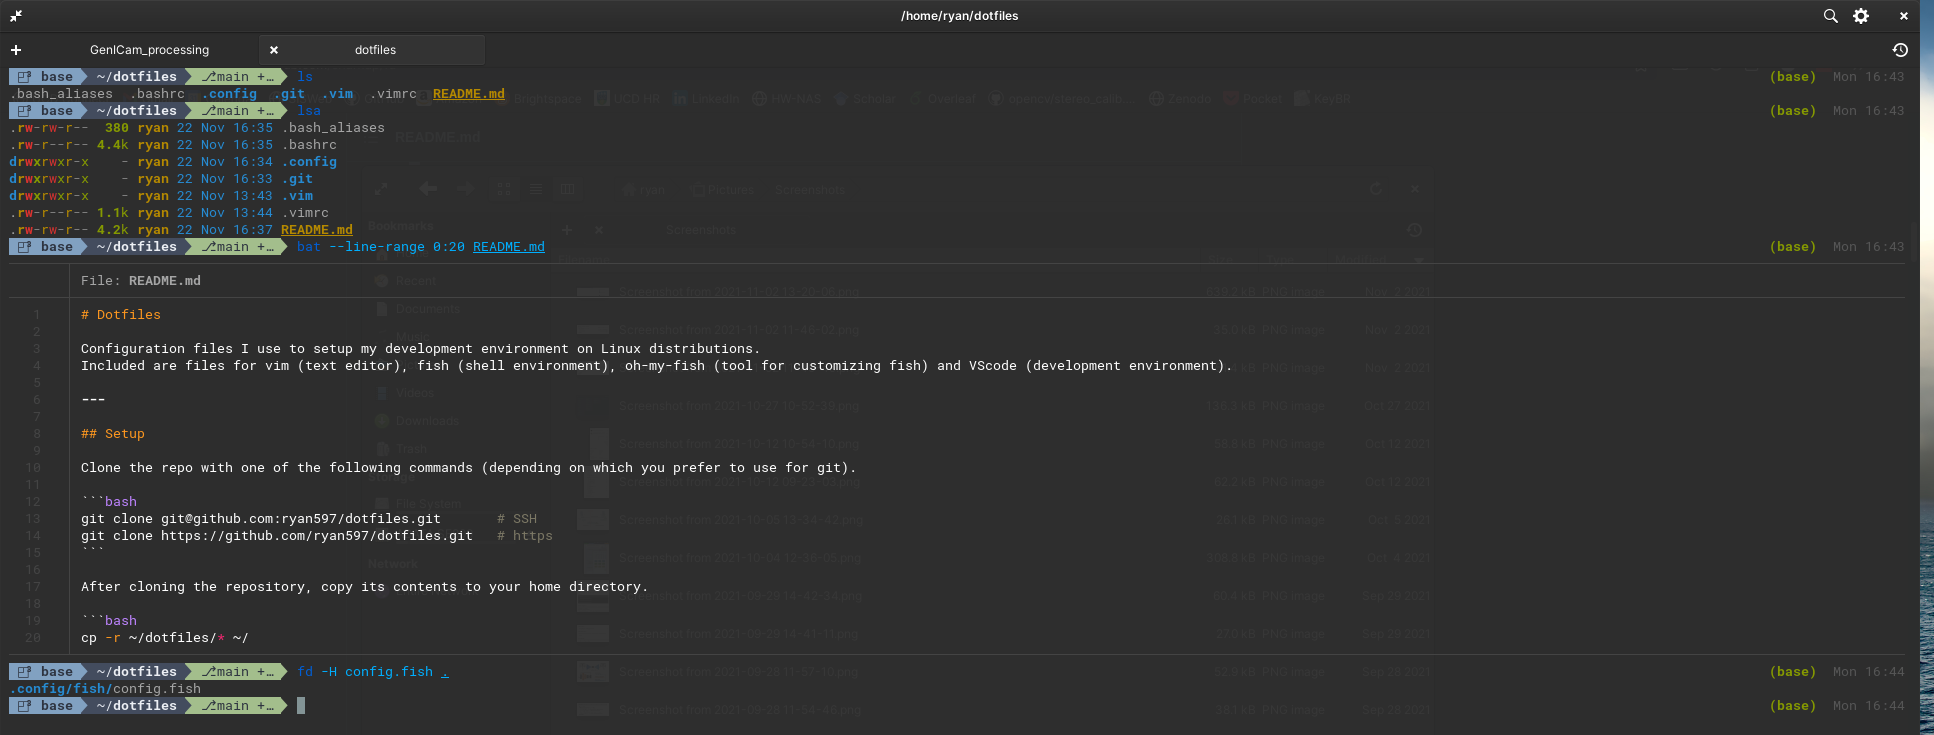 /home/ryan/dotfiles
GenICam_processing
dotfiles
base ~/dotfiles main +… ls (base) Mon 16:43
.bash_aliases .bashrc .config .git .vim .vimrc README.md
base ~/dotfiles main +… lsa (base) Mon 16:43
.rw-rw-r-- 380 ryan 22 Nov 16:35 .bash_aliases
.rw-r--r-- 4.4k ryan 22 Nov 16:35 .bashrc
drwxrwxr-x - ryan 22 Nov 16:34 .config
drwxrwxr-x - ryan 22 Nov 16:33 .git
drwxrwxr-x - ryan 22 Nov 13:43 .vim
.rw-r--r-- 1.1k ryan 22 Nov 13:44 .vimrc
.rw-rw-r-- 4.2k ryan 22 Nov 16:37 README.md
base ~/dotfiles main +… bat --line-range 0:20 README.md (base) Mon 16:43
File: README.md
1 # Dotfiles
2
3 Configuration files I use to setup my development environment on Linux distributions.
4 Included are files for vim (text editor), fish (shell environment), oh-my-fish (tool for customizing fish) and VScode (development environment).
5
6 ---
7
8 ## Setup
9
10 Clone the repo with one of the following commands (depending on which you prefer to use for git).
11
12 ```bash
13 git clone git@github.com:ryan597/dotfiles.git # SSH
14 git clone https://github.com/ryan597/dotfiles.git # https
15 ```
16
17 After cloning the repository, copy its contents to your home directory.
18
19 ```bash
20 cp -r ~/dotfiles/* ~/
base ~/dotfiles main +… fd -H config.fish . (base) Mon 16:44
.config/fish/config.fish
base ~/dotfiles main +… (base) Mon 16:44